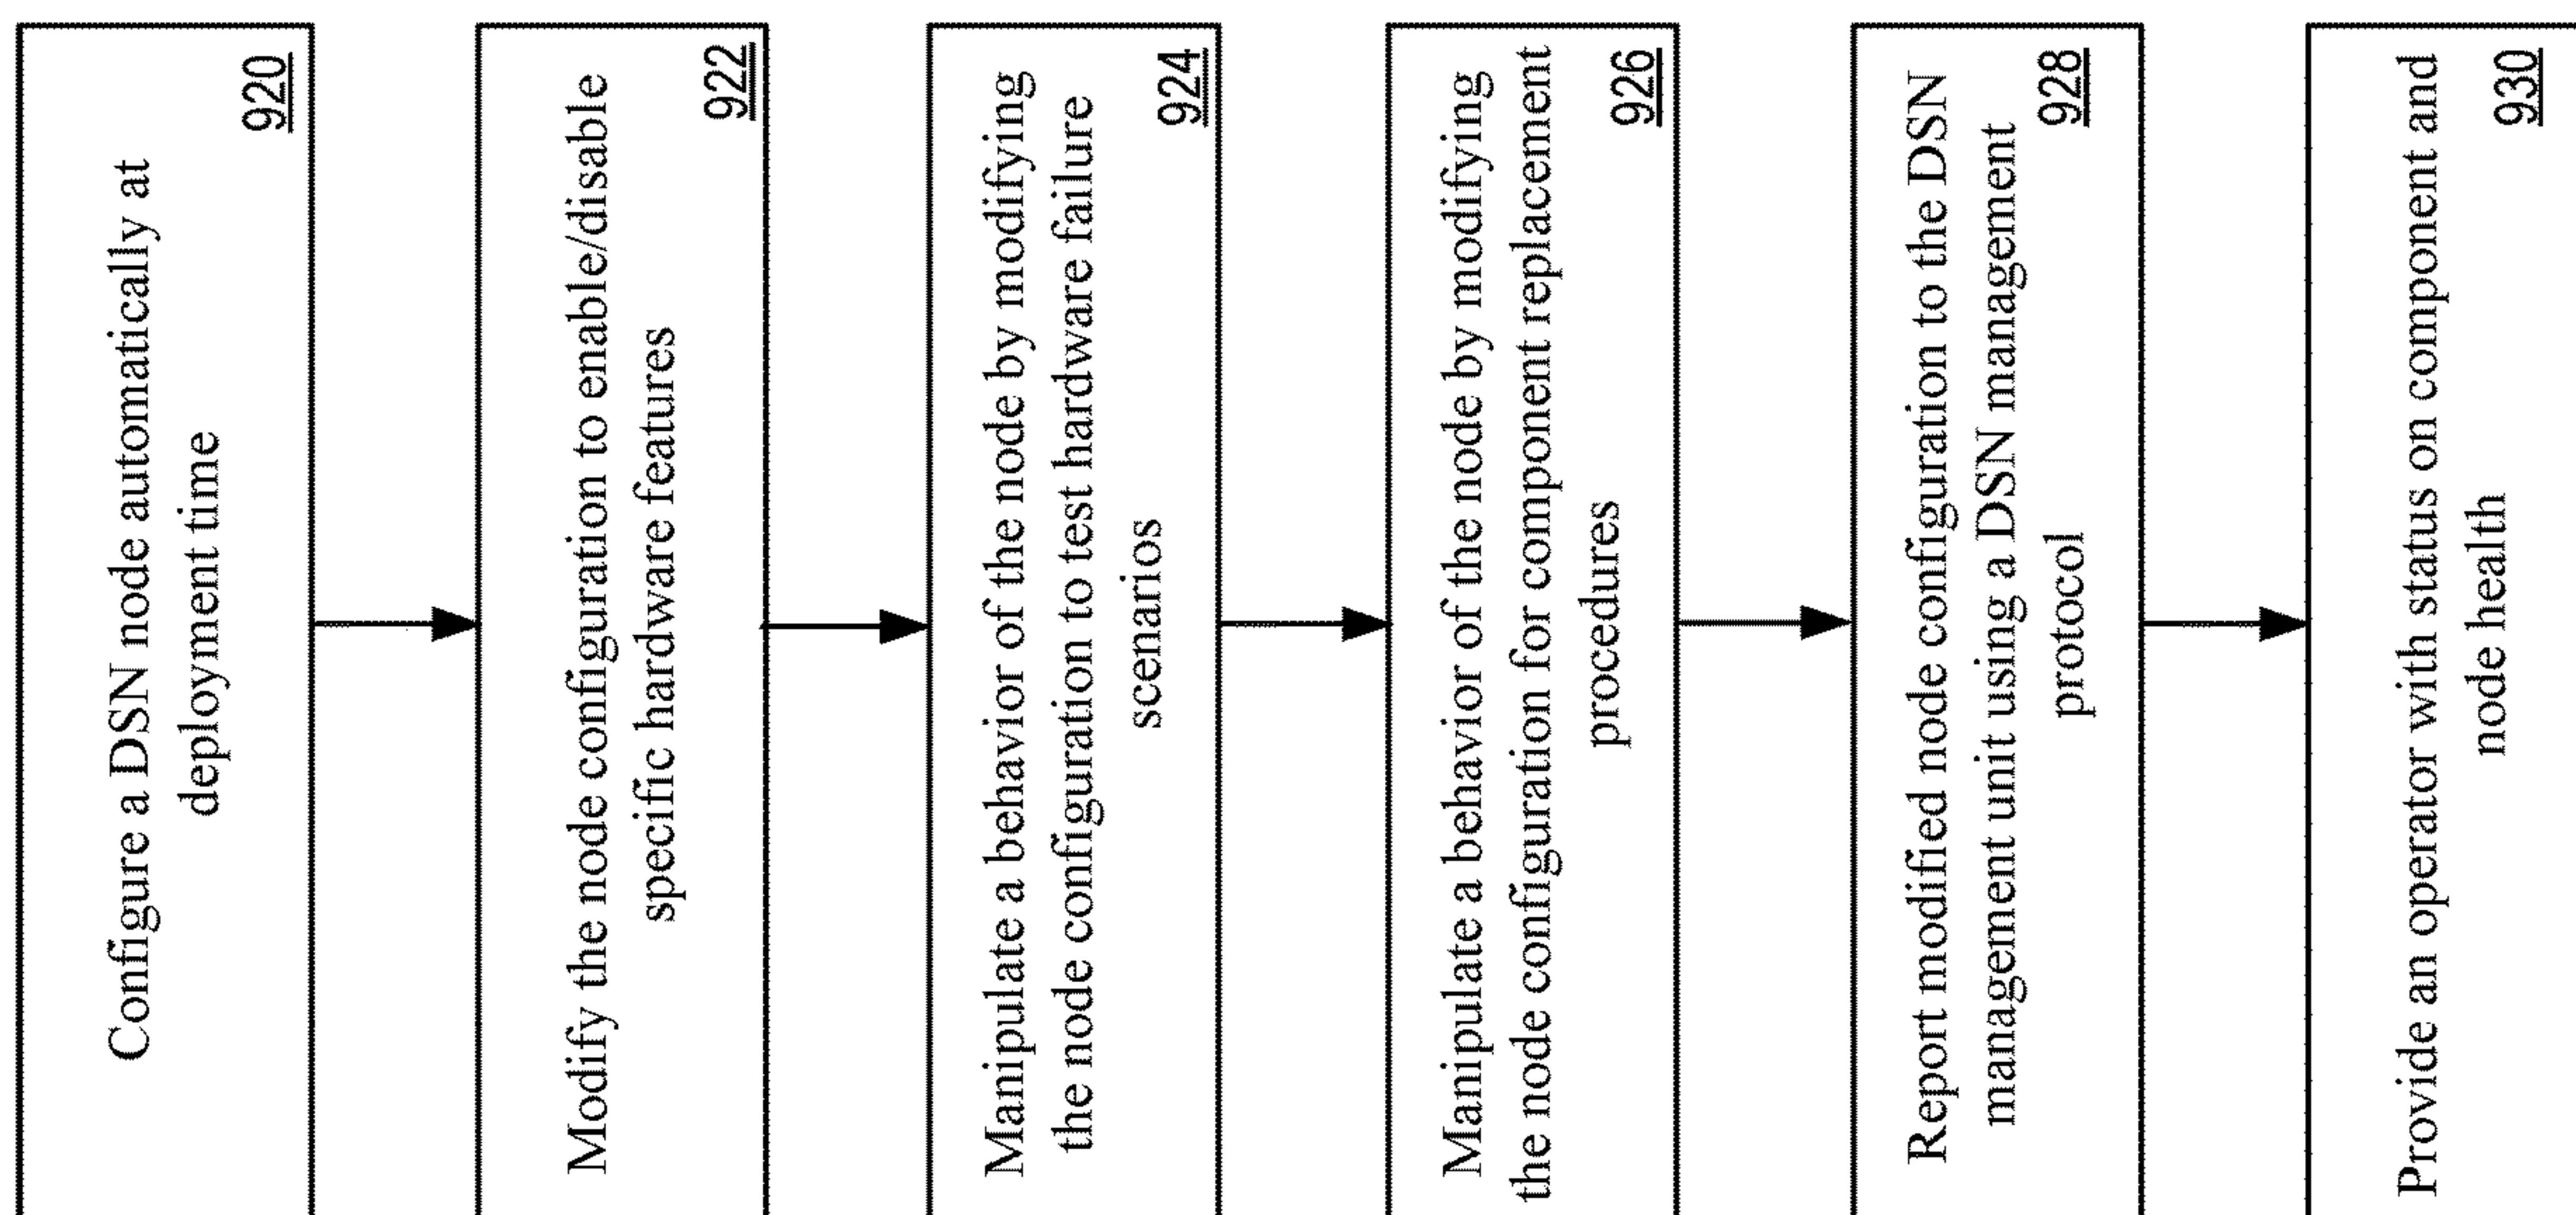 Configure a DSN node automatically at
deployment time
920
Modify the node configuration to enable/disable
specific hardware features
922
Manipulate a behavior of the node by modifying
the node configuration to test hardware failure
scenarios
924
Manipulate a behavior of the node by modifying
the node configuration for component replacement
procedures
926
Report modified node configuration to the DSN
management unit using a DSN management
protocol
928
Provide an operator with status on component and
node health
930